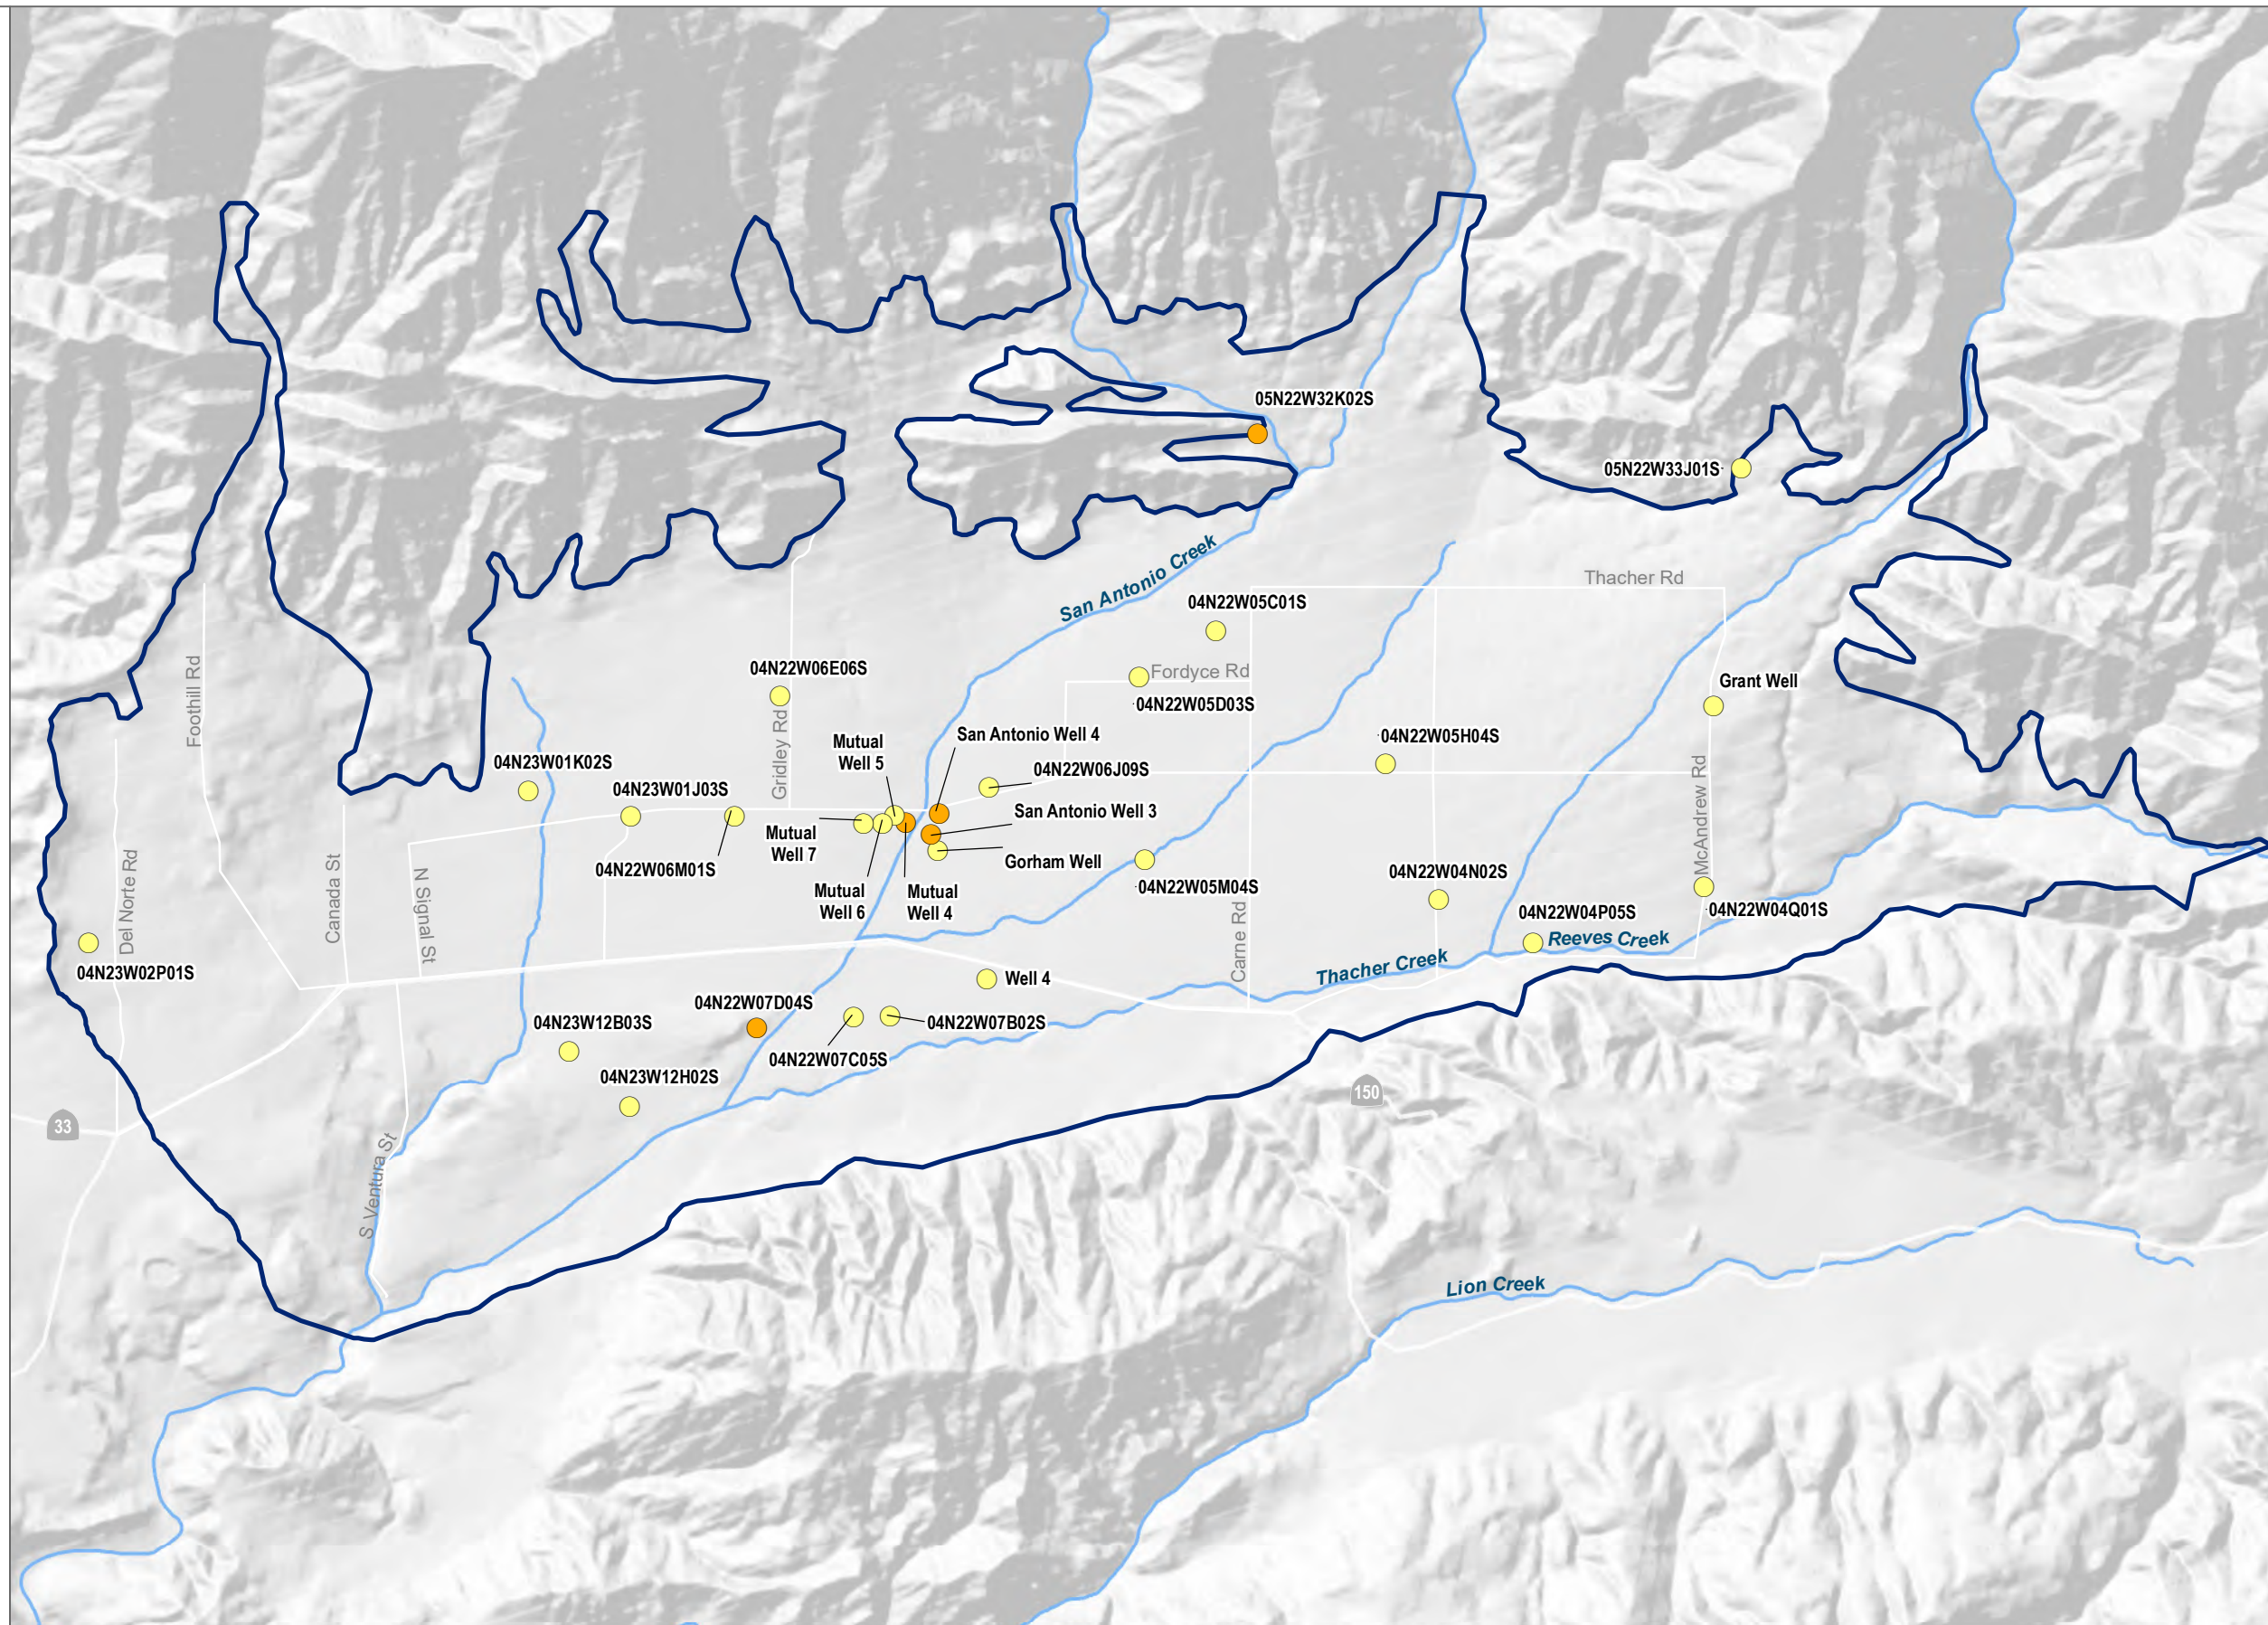 05N22W32K02S
05N22W33J01S
San Antonio Creek
Thacher Rd
04N22W05C01S
Foothill Rd
04N22W06E06S
Fordyce Rd
Grant Well
04N22W05D03S
Gridley Rd
Mutual
Well 5
San Antonio Well 4
04N22W05H04S
04N23W01K02S
04N22W06J09S
04N23W01J03S
McAndrew Rd
San Antonio Well 3
Mutual
Well 7
Gorham Well
04N22W06M01S
04N22W05M04S
04N22W04N02S
Del Norte Rd
Canada St
N Signal St
Mutual
Well 6
Mutual
Well 4
04N22W04P05S
04N22W04Q01S
Carne Rd
Reeves Creek
04N23W02P01S
Thacher Creek
Well 4
04N22W07D04S
04N23W12B03S
04N22W07B02S
04N22W07C05S
04N23W12H02S
150
33
S Ventura St
Lion Creek